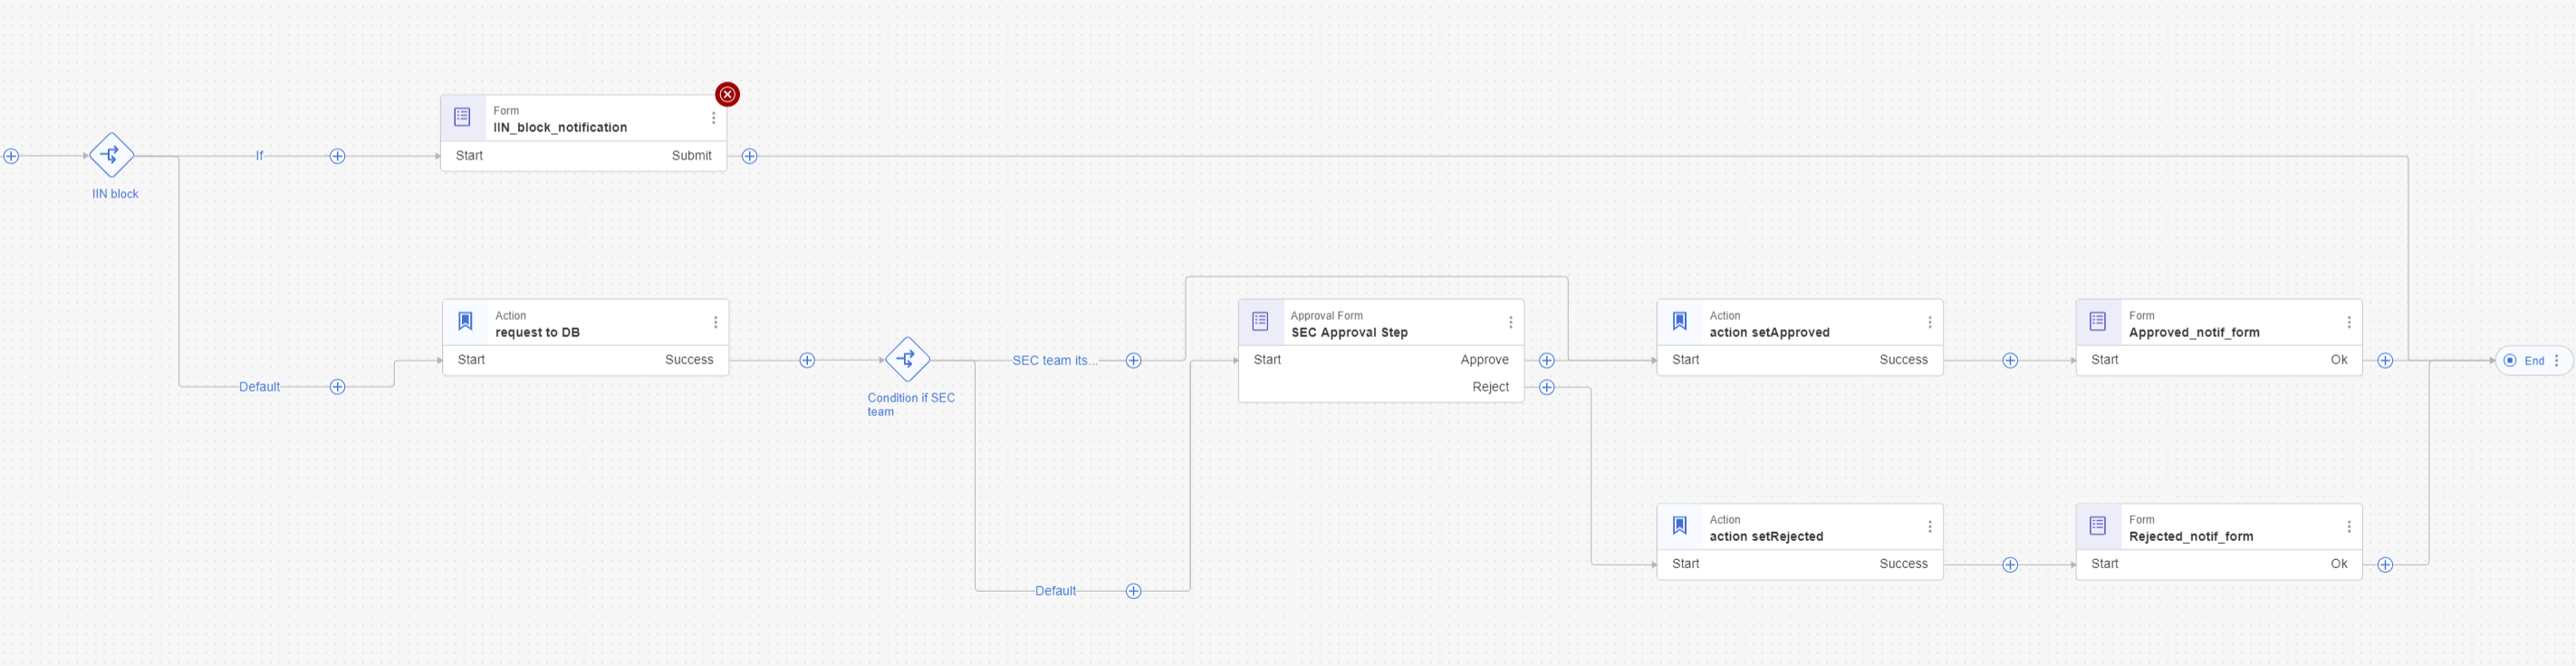 Form
IIN_block_notification
If
Start
Submit
IIN block
Action
request to DB
Start
Success
Default
Condition if SEC
team
SEC team its...
Default
Approval Form
SEC Approval Step
Start
Approve
Reject
Action
action setApproved
Start
Success
Form
Approved_notif_form
Start
Ok
End
Action
action setRejected
Start
Success
Form
Rejected_notif_form
Start
Ok